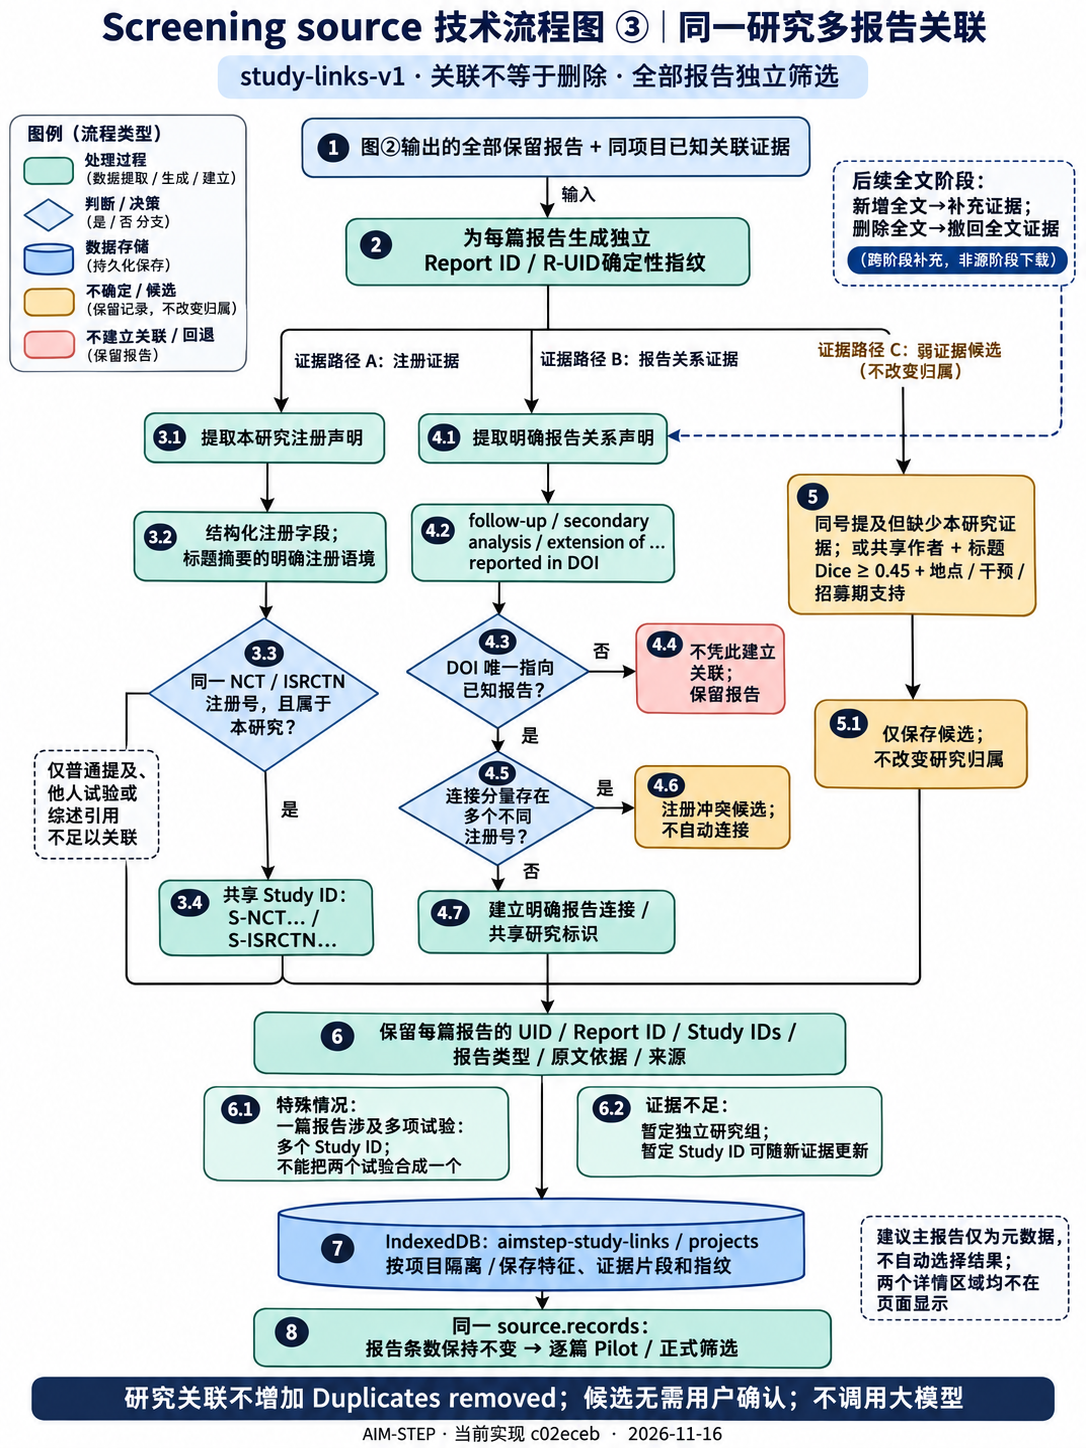 Screening source 技术流程图 ③｜同一研究多报告关联
study-links-v1 · 关联不等于删除 · 全部报告独立筛选
图例（流程类型）
处理过程
（数据提取 / 生成 / 建立）
判断 / 决策
（是 / 否 分支）
数据存储
（持久化保存）
不确定 / 候选
（保留记录，不改变归属）
不建立关联 / 回退
（保留报告）
1 图②输出的全部保留报告 + 同项目已知关联证据
输入
后续全文阶段：
新增全文→补充证据；
删除全文→撤回全文证据
（跨阶段补充，非源阶段下载）
2 为每篇报告生成独立
Report ID / R-UID确定性指纹
证据路径 A：注册证据
证据路径 B：报告关系证据
证据路径 C：弱证据候选
（不改变归属）
3.1 提取本研究注册声明
3.2 结构化注册字段；
标题摘要的明确注册语境
3.3
同一 NCT / ISRCTN
注册号，且属于
本研究？
仅普通提及、
他人试验或
综述引用
不足以关联
是
3.4 共享 Study ID：
S-NCT... /
S-ISRCTN...
4.1 提取明确报告关系声明
4.2 follow-up / secondary
analysis / extension of ...
reported in DOI
4.3
DOI 唯一指向
已知报告？
否
4.4 不凭此建立
关联；
保留报告
是
4.5
连接分量存在
多个不同
注册号？
是
4.6
注册冲突候选；
不自动连接
否
4.7 建立明确报告连接 /
共享研究标识
5
同号提及但缺少本研究证
据；或共享作者 + 标题
Dice ≥ 0.45 + 地点 / 干预 /
招募期支持
5.1 仅保存候选；
不改变研究归属
6 保留每篇报告的 UID / Report ID / Study IDs /
报告类型 / 原文依据 / 来源
6.1 特殊情况：
一篇报告涉及多项试验：
多个 Study ID；
不能把两个试验合成一个
6.2 证据不足：
暂定独立研究组；
暂定 Study ID 可随新证据更新
7 IndexedDB：aimstep-study-links / projects
按项目隔离 / 保存特征、证据片段和指纹
建议主报告仅为元数据，
不自动选择结果；
两个详情区域均不在
页面显示
8 同一 source.records：
报告条数保持不变 → 逐篇 Pilot / 正式筛选
研究关联不增加 Duplicates removed；候选无需用户确认；不调用大模型
AIM-STEP · 当前实现 c02eceb · 2026-11-16